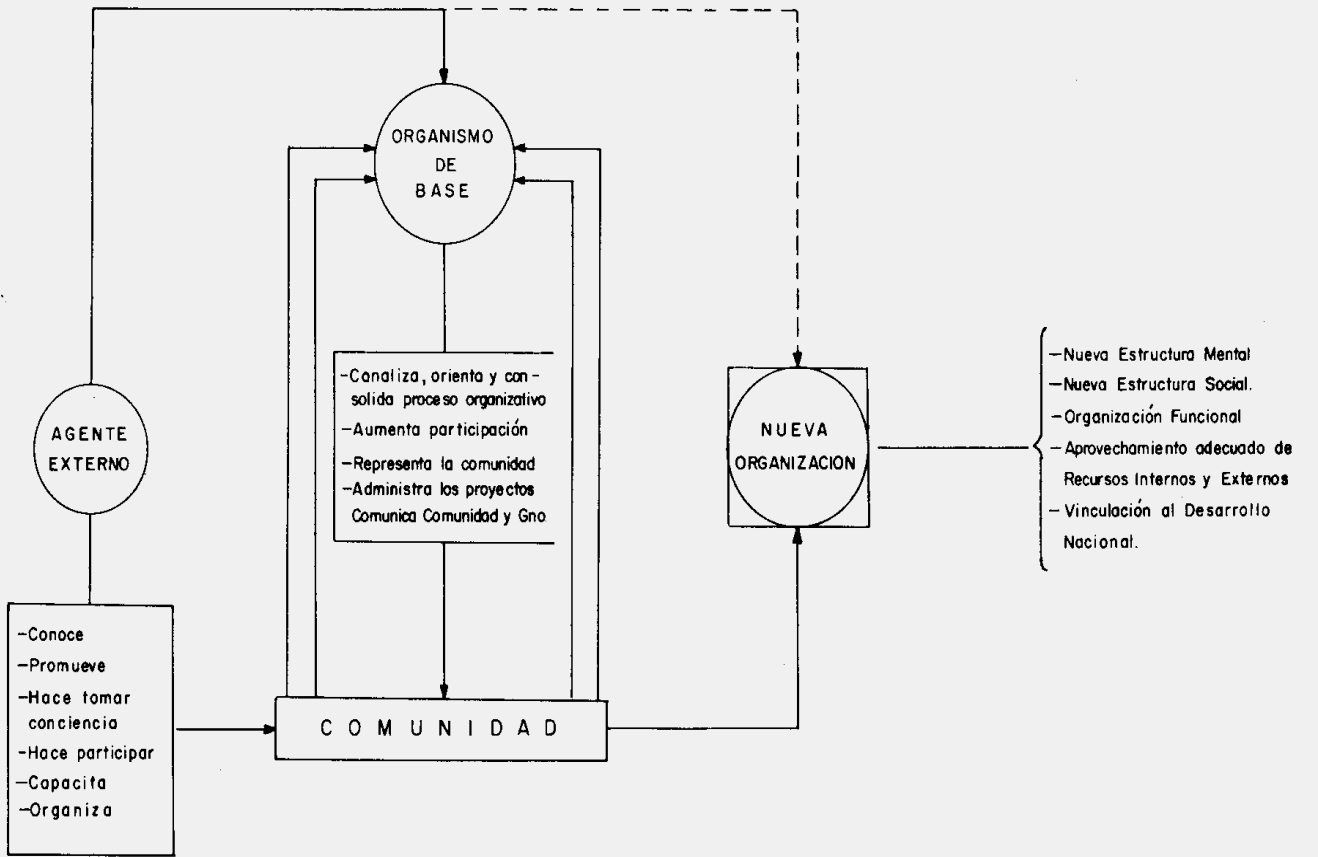 ORGANISMO
DE
BASE
-Canaliza, orienta y con-
solida proceso organizativo
-Aumenta participación
-Representa la comunidad
-Administra los proyectos
Comunica Comunidad y Gno.
AGENTE
EXTERNO
-Conoce
-Promueve
-Hace tomar
conciencia
-Hace participar
-Capacita
-Organiza
COMUNIDAD
NUEVA
ORGANIZACION
-Nueva Estructura Mental
-Nueva Estructura Social.
-Organización Funcional
-Aprovechamiento adecuado de
Recursos Internos y Externos
-Vinculación al Desarrollo
Nacional.